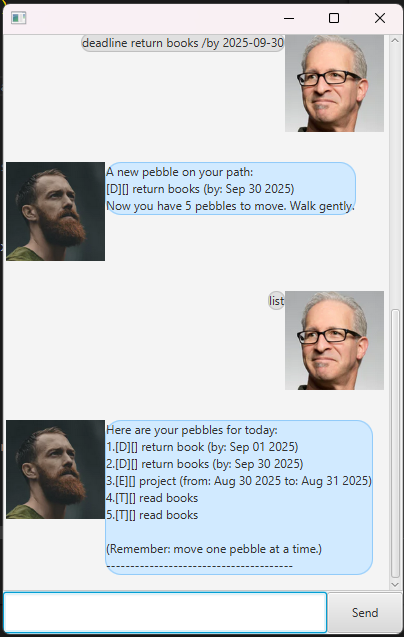 deadline return books /by 2025-09-30
A new pebble on your path:
[D][] return books (by: Sep 30 2025)
Now you have 5 pebbles to move. Walk gently.
list
Here are your pebbles for today:
1.[D][] return book (by: Sep 01 2025)
2.[D][] return books (by: Sep 30 2025)
3.[E][] project (from: Aug 30 2025 to: Aug 31 2025)
4.[T][] read books
5.[T][] read books
(Remember: move one pebble at a time.)
---------------------------------------
Send